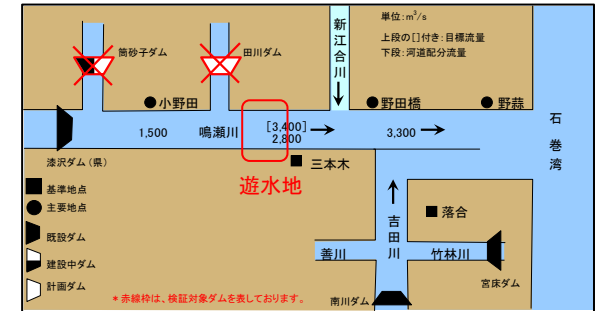 単位:m³/s
上段の[]付き:目標流量
下段:河道配分流量
新江合川
筒砂子ダム
田川ダム
小野田
野田橋
野蒜
石巻湾
1,500
鳴瀬川
[3,400]
2,800
3,300
漆沢ダム(県)
三本木
遊水地
基準地点
主要地点
既設ダム
建設中ダム
計画ダム
吉田川
落合
善川
竹林川
宮床ダム
南川ダム
*赤線枠は、検証対象ダムを表しております。